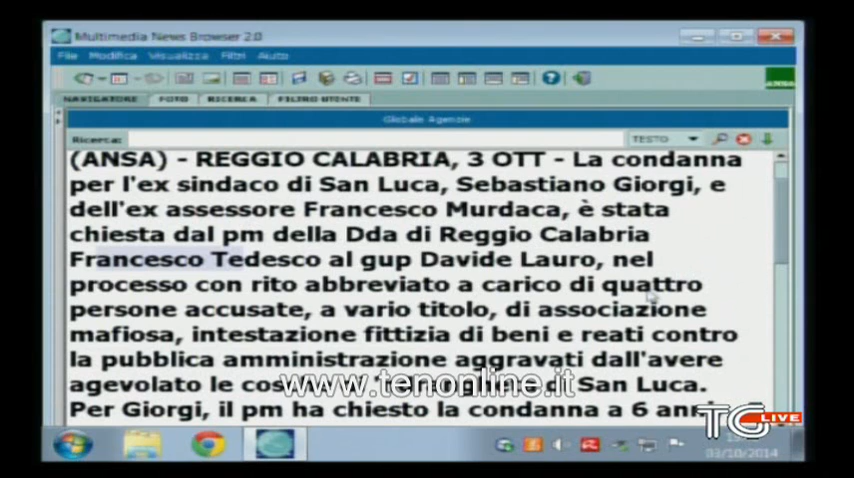 Multimedia News Browser 2.0
File Modifica Visualizza Filtri Aiuto
NAVIGATORE FOTO RICERCA FILTRO UTENTE
Globale Agenzie
Ricerca: TESTO
(ANSA) - REGGIO CALABRIA, 3 OTT - La condanna
per l'ex sindaco di San Luca, Sebastiano Giorgi, e
dell'ex assessore Francesco Murdaca, è stata
chiesta dal pm della Dda di Reggio Calabria
Francesco Tedesco al gup Davide Lauro, nel
processo con rito abbreviato a carico di quattro
persone accusate, a vario titolo, di associazione
mafiosa, intestazione fittizia di beni e reati contro
la pubblica amministrazione aggravati dall'avere
agevolato le di San Luca.
www.tenonline.it
Per Giorgi, il pm ha chiesto la condanna a 6 anni
TG LIVE
03/10/2014